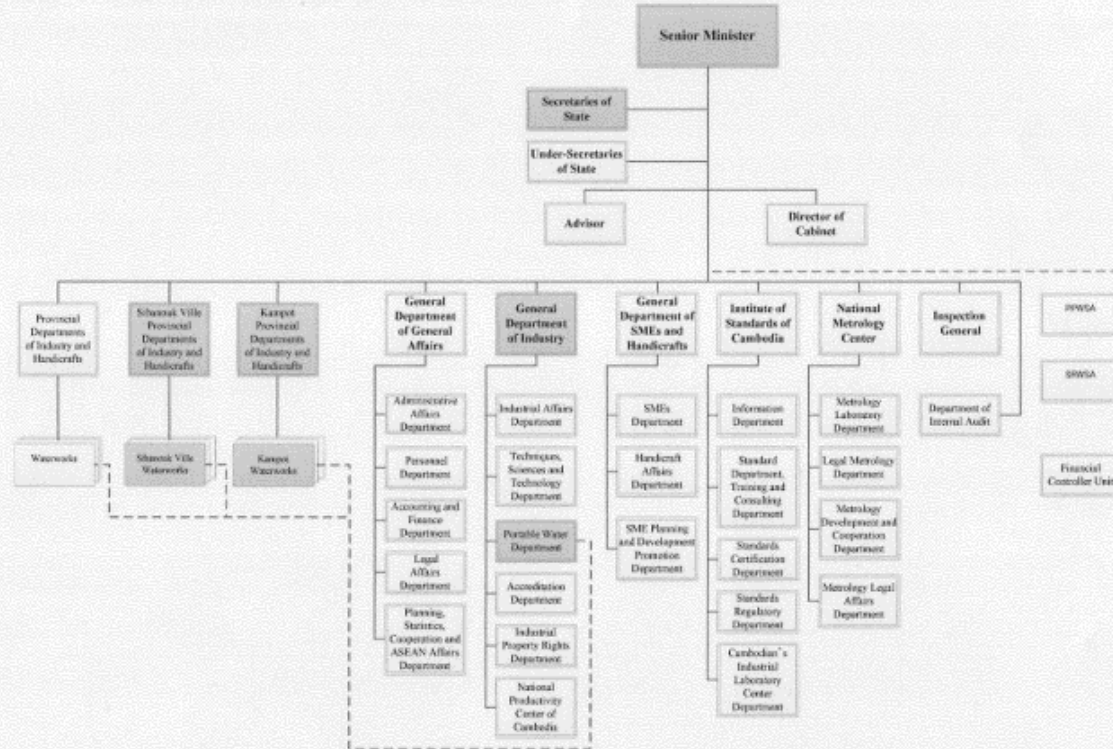 Senior Minister
Secretaries of
State
Under-Secretaries
of State
Advisor
Director of
Cabinet
Provincial
Departments
of Industry and
Handicrafts
Sihanouk Ville
Provincial
Departments
of Industry and
Handicrafts
Kampot
Provincial
Departments
of Industry and
Handicrafts
General
Department
of General
Affairs
General
Department
of Industry
General
Department of
SMEs and
Handicrafts
Institute of
Standards of
Cambodia
National
Metrology
Center
Inspection
General
PPWSA
SRWSA
Financial
Controller Unit
Waterworks
Sihanouk Ville
Waterworks
Kampot
Waterworks
Administrative
Affairs
Department
Personnel
Department
Accounting and
Finance
Department
Legal
Affairs
Department
Planning,
Statistics,
Cooperation and
ASEAN Affairs
Department
Industrial Affairs
Department
Techniques,
Sciences and
Technology
Department
Portable Water
Department
Accreditation
Department
Industrial
Property Rights
Department
National
Productivity
Center of
Cambodia
SMEs
Department
Handicraft
Affairs
Department
SME Planning
and Development
Promotion
Department
Information
Department
Standard
Department,
Training and
Consulting
Department
Standards
Certification
Department
Standards
Regulatory
Department
Cambodian`s
Industrial
Laboratory
Center
Department
Metrology
Laboratory
Department
Legal Metrology
Department
Metrology
Development and
Cooperation
Department
Metrology Legal
Affairs
Department
Department of
Internal Audit